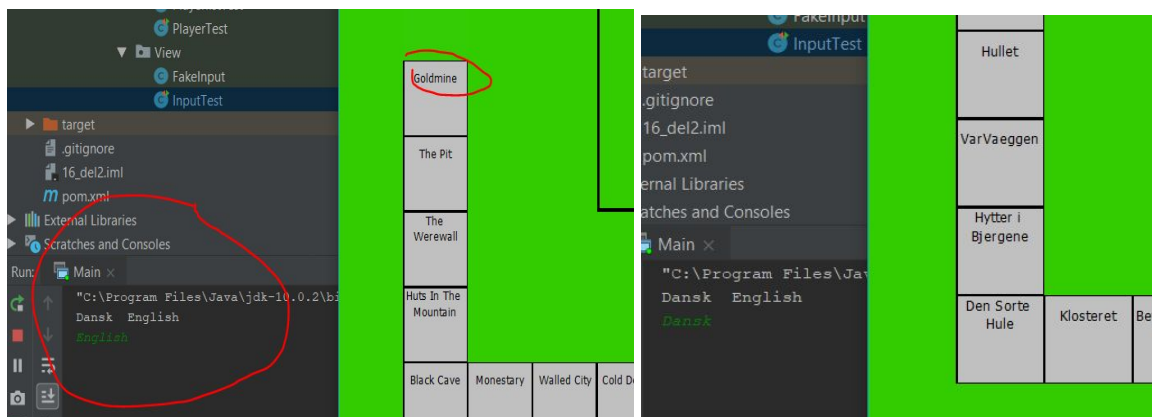 PlayerTest
View
FakeInput
InputTest
target
.gitignore
16_del2.iml
pom.xml
External Libraries
Scratches and Consoles
Run:
Main
"C:\Program Files\Java\jdk-10.0.2\bi
Dansk English
English
Goldmine
The Pit
The
Werewall
Huts In The
Mountain
Black Cave
Monestary
Walled City
Cold D
FakeInput
InputTest
target
.gitignore
16_del2.iml
pom.xml
ernal Libraries
atches and Consoles
Main
"C:\Program Files\Jav
Dansk English
Dansk
Hullet
VarVaeggen
Hytter i
Bjergene
Den Sorte
Hule
Klosteret
Be